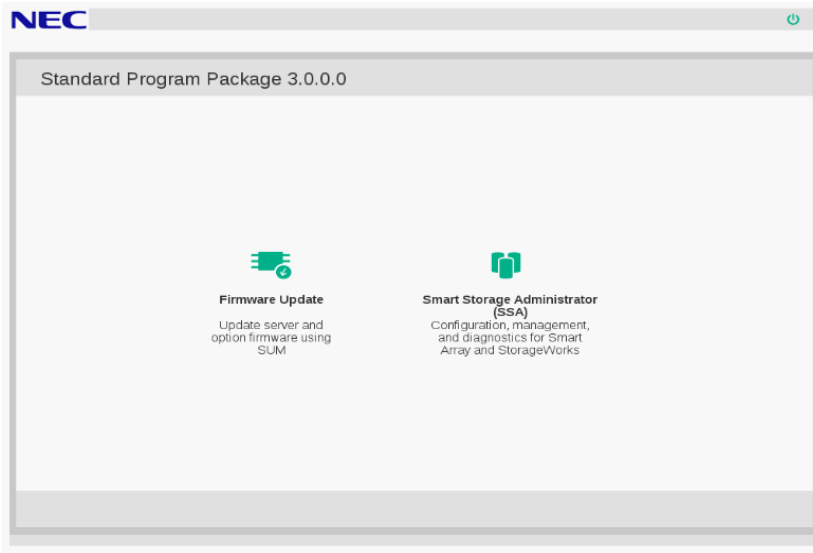 NEC
Standard Program Package 3.0.0.0
Firmware Update
Update server and
option firmware using
SUM
Smart Storage Administrator
(SSA)
Configuration, management,
and diagnostics for Smart
Array and StorageWorks